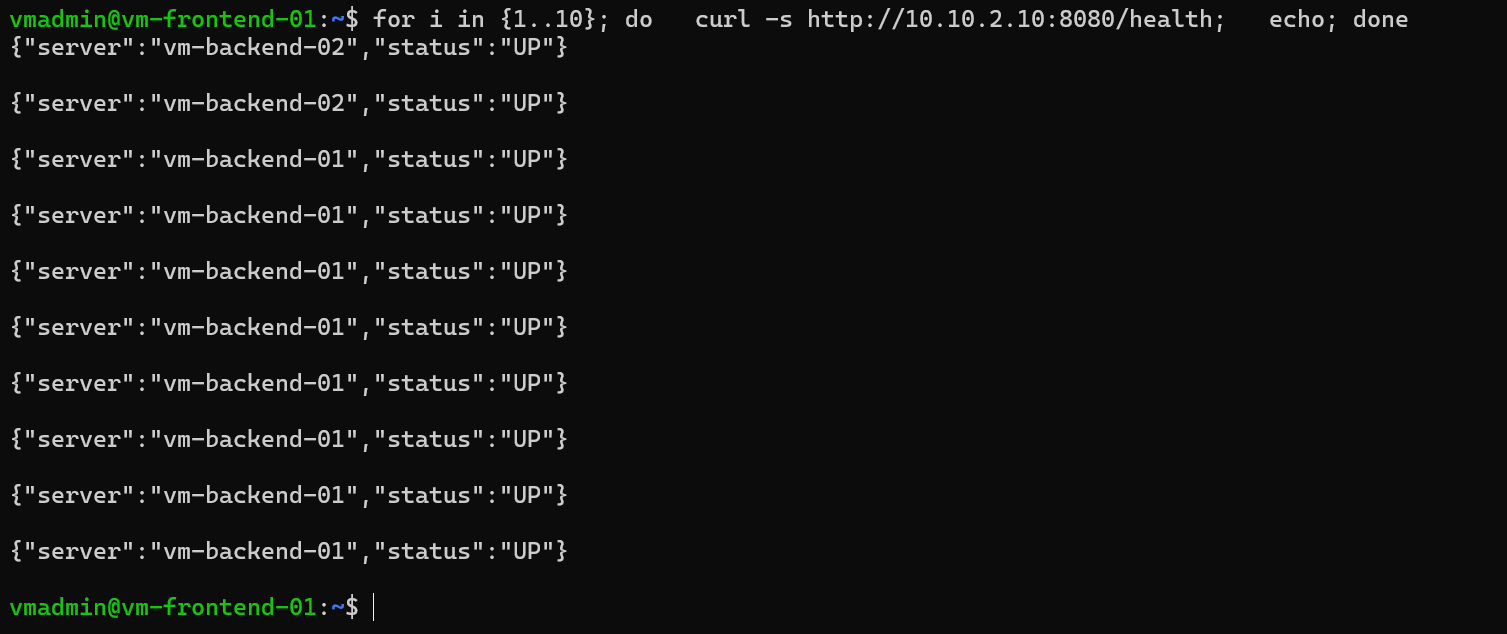 vmadmin@vm-frontend-01:~$ for i in {1..10}; do   curl -s http://10.10.2.10:8080/health;   echo; done
{"server":"vm-backend-02","status":"UP"}
{"server":"vm-backend-02","status":"UP"}
{"server":"vm-backend-01","status":"UP"}
{"server":"vm-backend-01","status":"UP"}
{"server":"vm-backend-01","status":"UP"}
{"server":"vm-backend-01","status":"UP"}
{"server":"vm-backend-01","status":"UP"}
{"server":"vm-backend-01","status":"UP"}
{"server":"vm-backend-01","status":"UP"}
{"server":"vm-backend-01","status":"UP"}
vmadmin@vm-frontend-01:~$